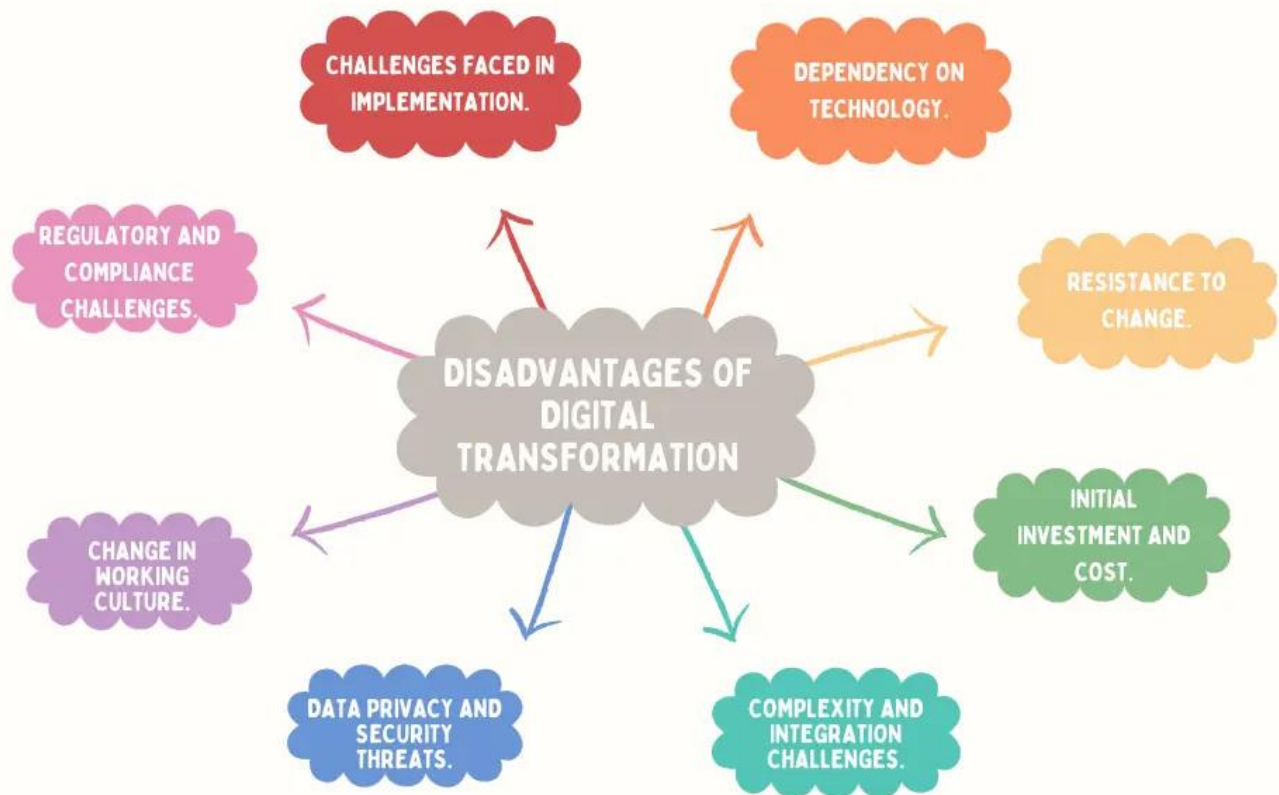 CHALLENGES FACED IN
IMPLEMENTATION.
DEPENDENCY ON
TECHNOLOGY.
REGULATORY AND
COMPLIANCE
CHALLENGES.
RESISTANCE TO
CHANGE.
DISADVANTAGES OF
DIGITAL
TRANSFORMATION
CHANGE IN
WORKING
CULTURE.
INITIAL
INVESTMENT AND
COST.
DATA PRIVACY AND
SECURITY
THREATS.
COMPLEXITY AND
INTEGRATION
CHALLENGES.